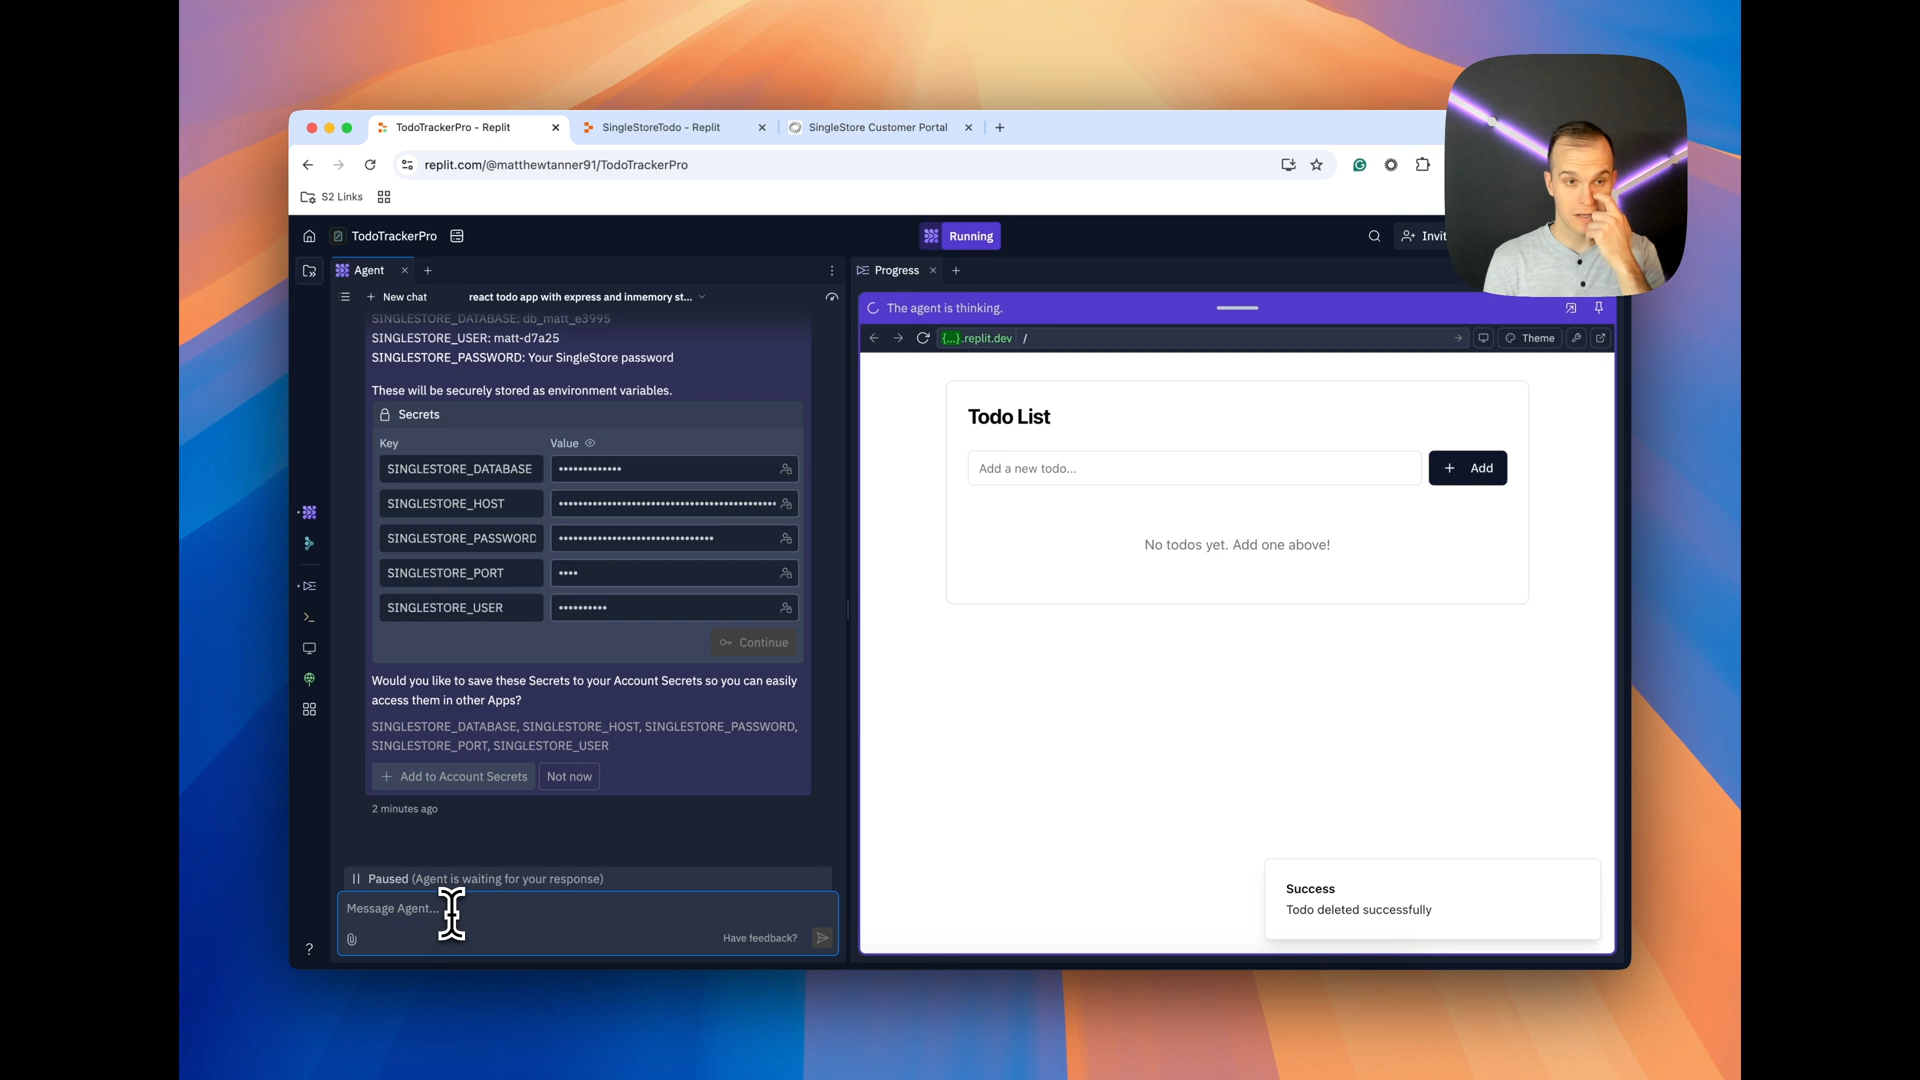 TodoTrackerPro - Replit
SingleStoreTodo - Replit
SingleStore Customer Portal
replit.com/@matthewtanner91/TodoTrackerPro
S2 Links
TodoTrackerPro
Running
Invit
Agent
Progress
New chat
react todo app with express and inmemory st...
The agent is thinking.
{...}.replit.dev /
Theme
SINGLESTORE_DATABASE: db_matt_e3995
SINGLESTORE_USER: matt-d7a25
SINGLESTORE_PASSWORD: Your SingleStore password
These will be securely stored as environment variables.
Secrets
Key Value
SINGLESTORE_DATABASE
SINGLESTORE_HOST
SINGLESTORE_PASSWORD
SINGLESTORE_PORT
SINGLESTORE_USER
Continue
Would you like to save these Secrets to your Account Secrets so you can easily
access them in other Apps?
SINGLESTORE_DATABASE, SINGLESTORE_HOST, SINGLESTORE_PASSWORD,
SINGLESTORE_PORT, SINGLESTORE_USER
Add to Account Secrets
Not now
2 minutes ago
Paused (Agent is waiting for your response)
Message Agent...
Have feedback?
?
Todo List
Add a new todo...
Add
No todos yet. Add one above!
Success
Todo deleted successfully